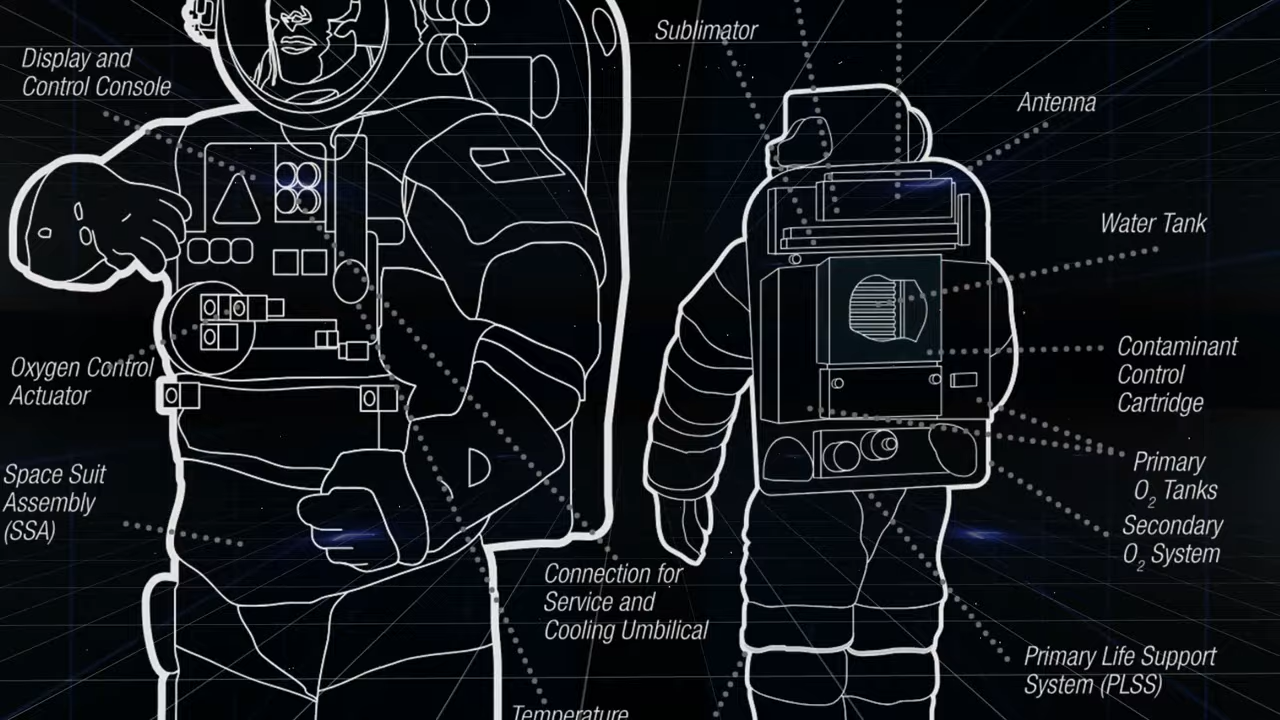 Display and
Control Console
Oxygen Control
Actuator
Space Suit
Assembly
(SSA)
Connection for
Service and
Cooling Umbilical
Temperature
Sublimator
Antenna
Water Tank
Contaminant
Control
Cartridge
Primary
O₂ Tanks
Secondary
O₂ System
Primary Life Support
System (PLSS)